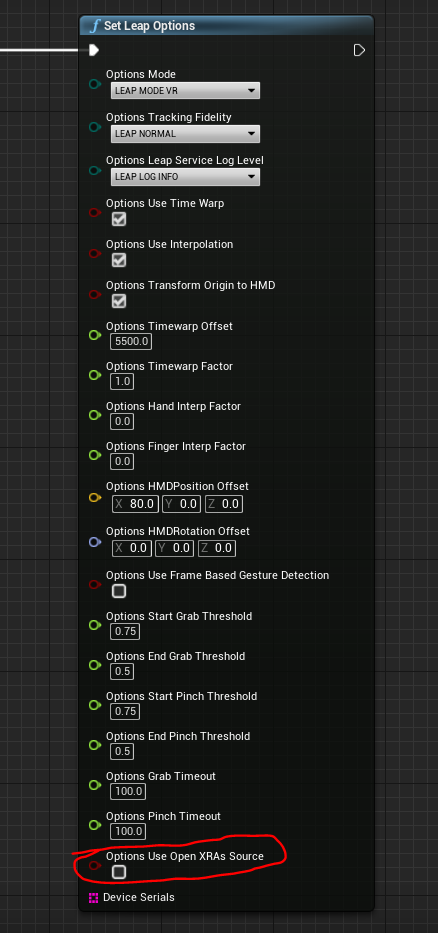 Set Leap Options
Options Mode
LEAP MODE VR
Options Tracking Fidelity
LEAP NORMAL
Options Leap Service Log Level
LEAP LOG INFO
Options Use Time Warp
Options Use Interpolation
Options Transform Origin to HMD
Options Timewarp Offset
5500.0
Options Timewarp Factor
1.0
Options Hand Interp Factor
0.0
Options Finger Interp Factor
0.0
Options HMDPosition Offset
X 80.0 Y 0.0 Z 0.0
Options HMDRotation Offset
X 0.0 Y 0.0 Z 0.0
Options Use Frame Based Gesture Detection
Options Start Grab Threshold
0.75
Options End Grab Threshold
0.5
Options Start Pinch Threshold
0.75
Options End Pinch Threshold
0.5
Options Grab Timeout
100.0
Options Pinch Timeout
100.0
Options Use Open XRAs Source
Device Serials